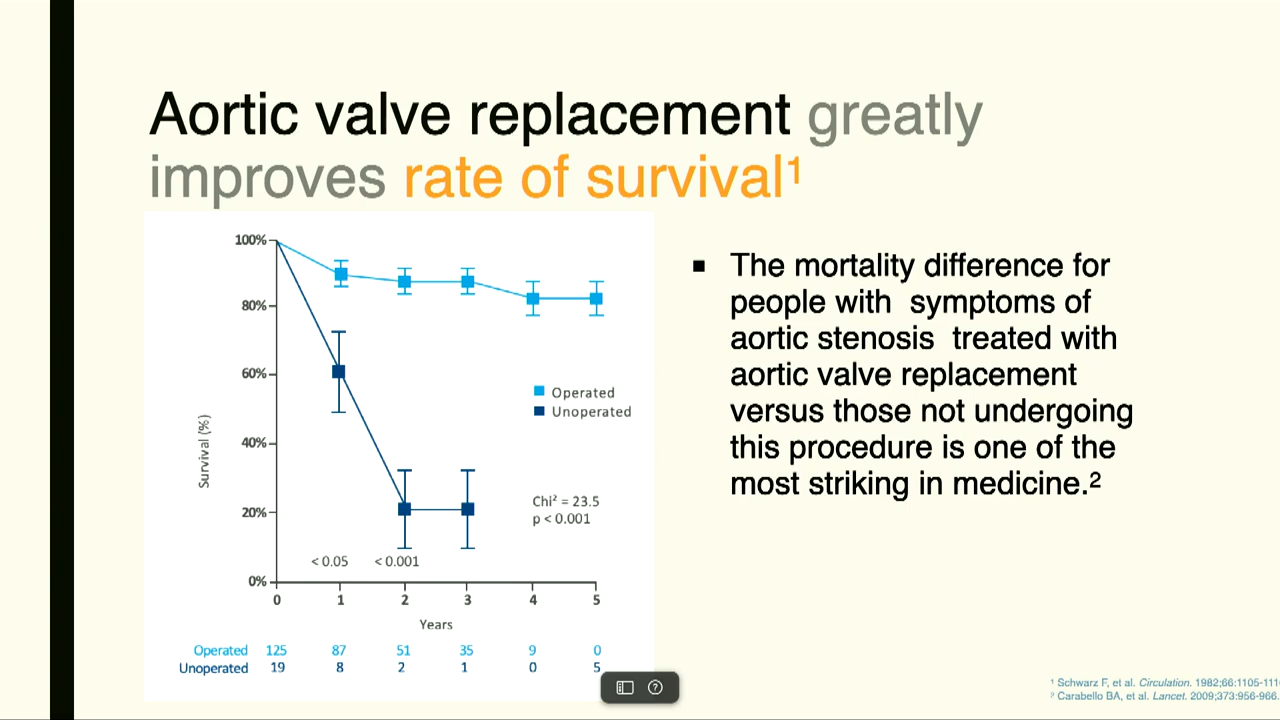 Aortic valve replacement greatly
improves rate of survival¹
100%
80%
60%
40%
20%
0%
Survival (%)
Operated
Unoperated
Chi² = 23.5
p < 0.001
< 0.05 < 0.001
0 1 2 3 4 5
Years
Operated 125 87 51 35 9 0
Unoperated 19 8 2 1 0 5
■ The mortality difference for
people with symptoms of
aortic stenosis treated with
aortic valve replacement
versus those not undergoing
this procedure is one of the
most striking in medicine.²
¹ Schwarz F, et al. Circulation. 1982;66:1105-111
² Carabello BA, et al. Lancet. 2009;373:956-966.